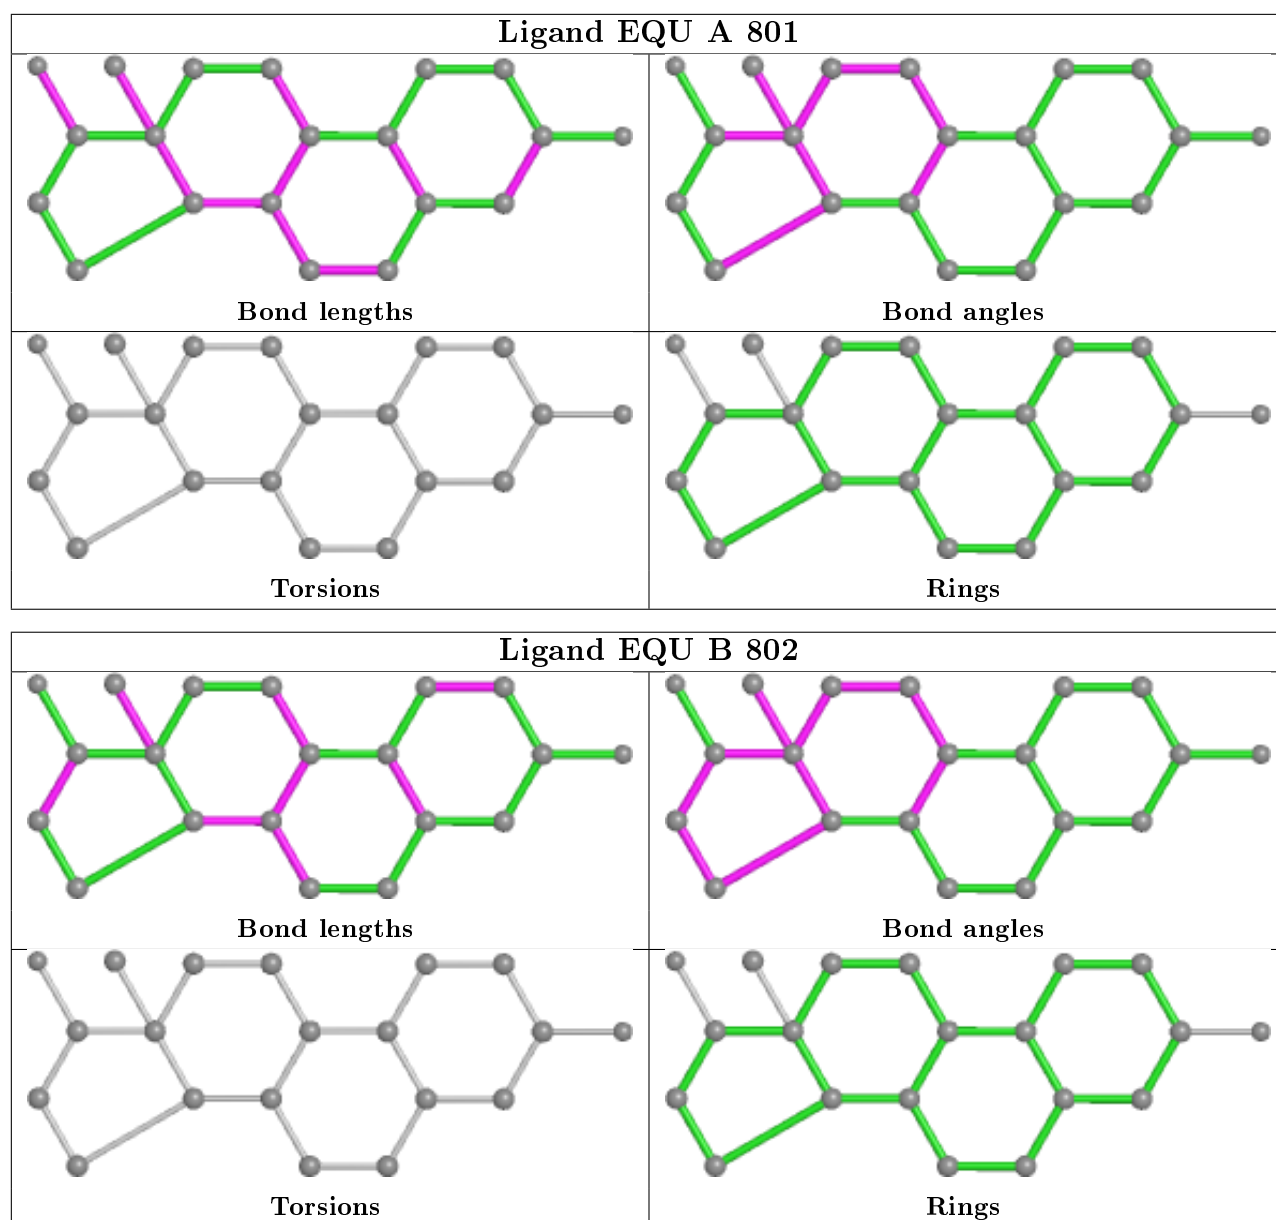 Ligand EQU A 801
Bond lengths
Bond angles
Torsions
Rings
Ligand EQU B 802
Bond lengths
Bond angles
Torsions
Rings